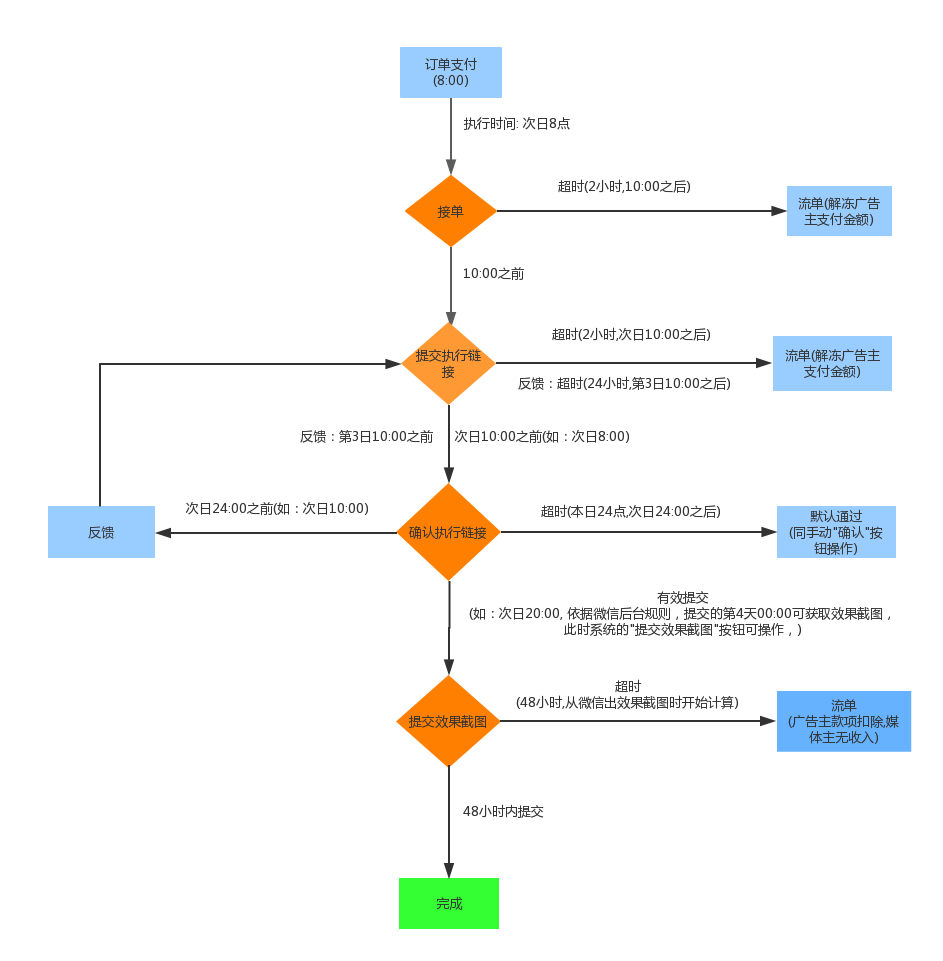 订单支付
(8:00)
执行时间: 次日8点
接单
超时(2小时,10:00之后)
流单(解冻广告
主支付金额)
10:00之前
提交执行链
接
超时(2小时,次日10:00之后)
反馈：超时(24小时,第3日10:00之后)
流单(解冻广告主
支付金额)
反馈：第3日10:00之前
次日10:00之前(如：次日8:00)
反馈
次日24:00之前(如：次日10:00)
确认执行链接
超时(本日24点,次日24:00之后)
默认通过
(同手动"确认"按
钮操作)
有效提交
(如：次日20:00, 依据微信后台规则，提交的第4天00:00可获取效果截图，
此时系统的"提交效果截图"按钮可操作，)
提交效果截图
超时
(48小时,从微信出效果截图时开始计算)
流单
(广告主款项扣除,媒
体主无收入)
48小时内提交
完成